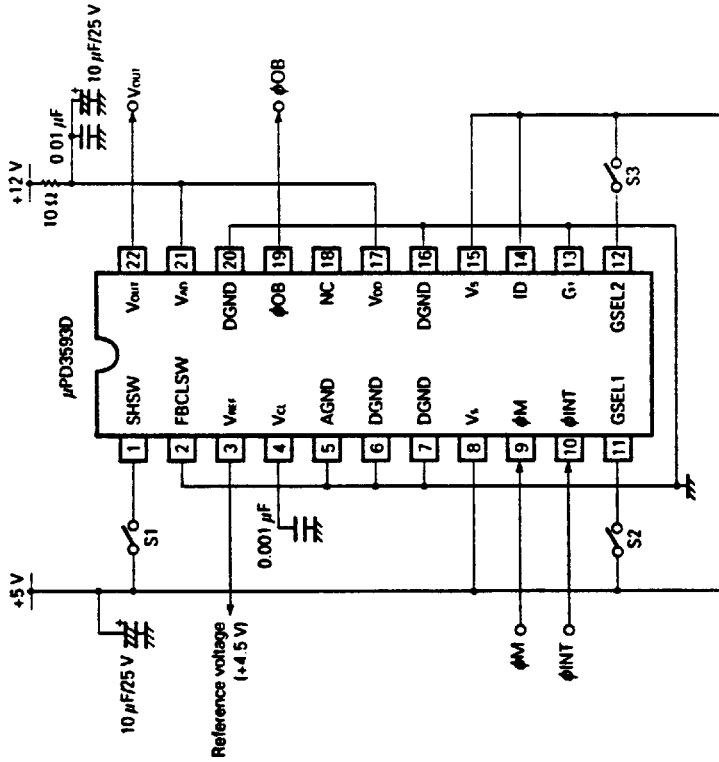 +12 V
10 Ω
0 01 μF
10 μF/25 V
VOUT
φOB
S3
22
21
20
19
18
17
16
15
14
13
12
VOUT
VAD
DGND
φOB
NC
VDD
DGND
VS
ID
G1
GSEL2
μPD3593D
SHSW
FBCLSW
VREF
VCL
AGND
DGND
DGND
VS
φM
φINT
GSEL1
1
2
3
4
5
6
7
8
9
10
11
S1
0.001 μF
S2
+5 V
10 μF/25 V
Reference voltage
(+4.5 V)
φM
φINT